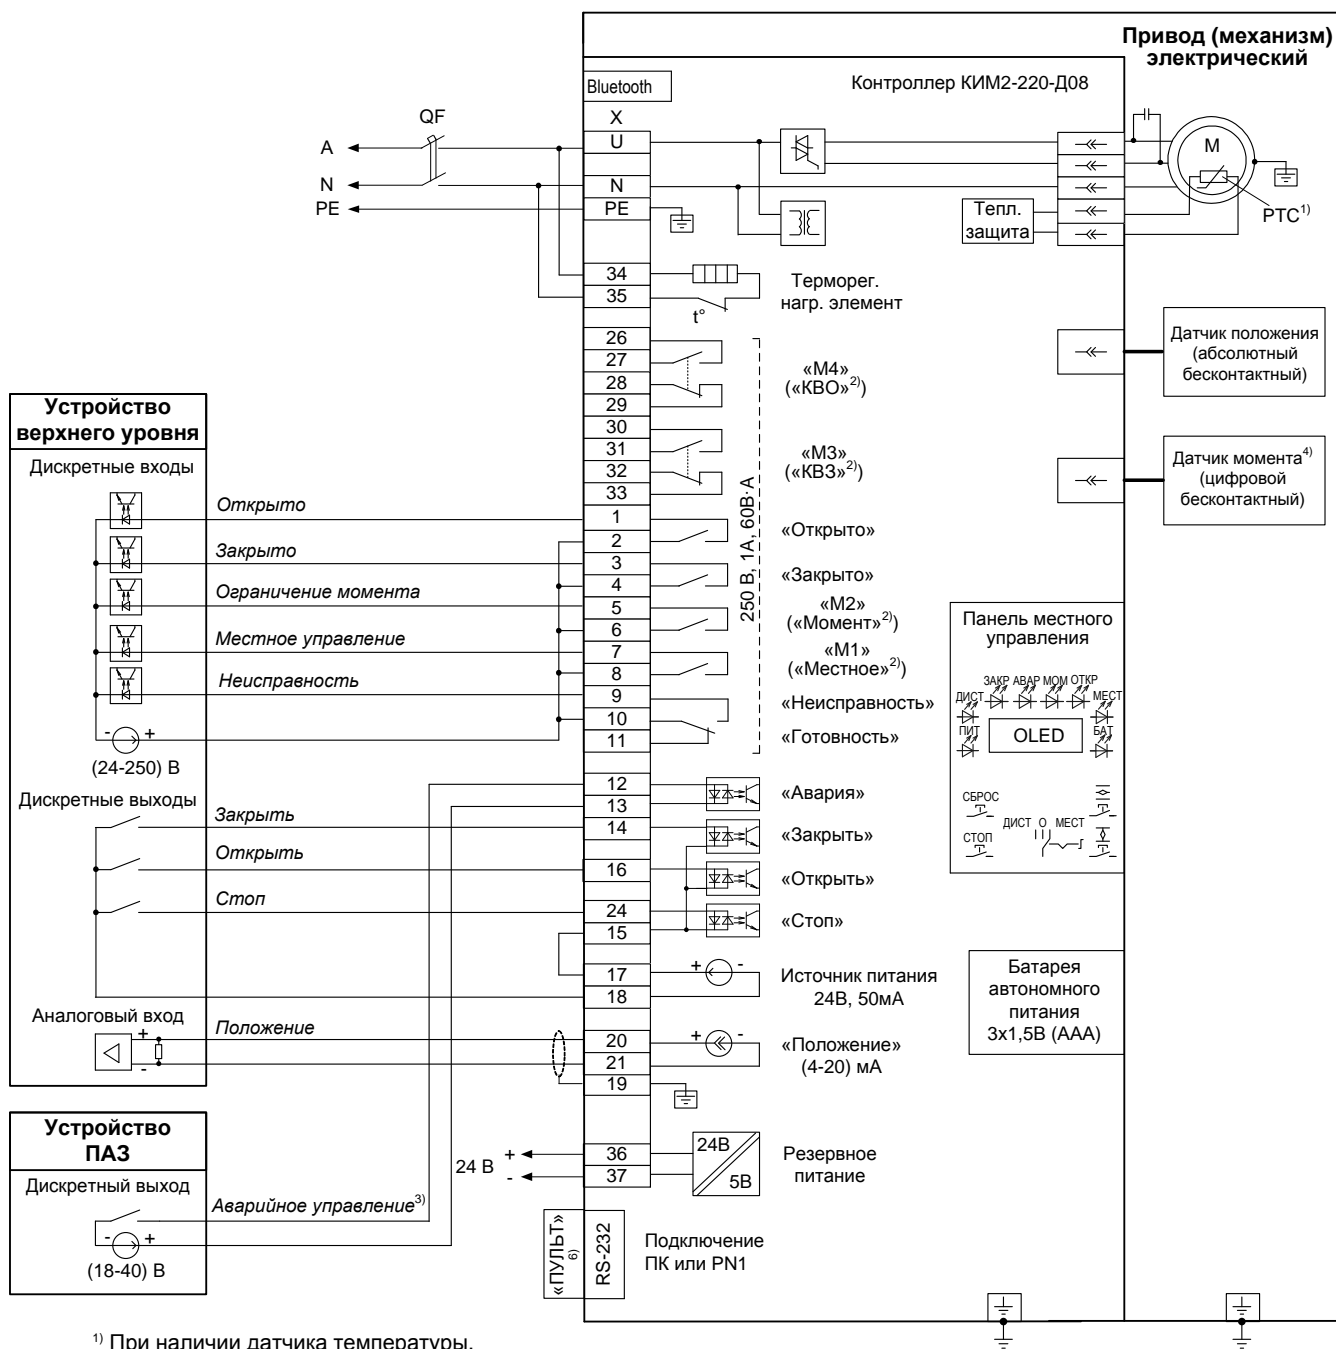 Привод (механизм)
электрический
Контроллер КИМ2-220-Д08
Bluetooth
X
QF
A
U
N
N
PE
PE
M
PTC1)
Тепл.
защита
34
35
t°
Терморег.
нагр. элемент
26
27
28
29
«М4»
(«КВО»2))
30
31
32
33
«М3»
(«КВЗ»2))
Датчик положения
(абсолютный
бесконтактный)
Датчик момента4)
(цифровой
бесконтактный)
250 В, 1А, 60В·А
Устройство
верхнего уровня
Дискретные входы
Открыто
1
2
«Открыто»
Закрыто
3
4
«Закрыто»
Ограничение момента
5
6
«М2»
(«Момент»2))
Местное управление
7
8
«М1»
(«Местное»2))
Неисправность
9
10
11
«Неисправность»
«Готовность»
- +
(24-250) В
Панель местного
управления
ЗАКР АВАР МОМ ОТКР
ДИСТ МЕСТ
ПИТ OLED БАТ
СБРОС
ДИСТ О МЕСТ
СТОП
Дискретные выходы
12
13
«Авария»
Закрыть
14
«Закрыть»
Открыть
16
«Открыть»
Стоп
24
15
«Стоп»
17
18
+ -
Источник питания
24В, 50мА
Батарея
автономного
питания
3х1,5В (ААА)
Аналоговый вход
+
-
Положение
20
21
19
+ -
«Положение»
(4-20) мА
Устройство
ПАЗ
Дискретный выход
Аварийное управление3)
- +
(18-40) В
24 В
+
-
36
37
24В
5В
Резервное
питание
«ПУЛЬТ»
6)
RS-232
Подключение
ПК или PN1
1) При наличии датчика температуры.